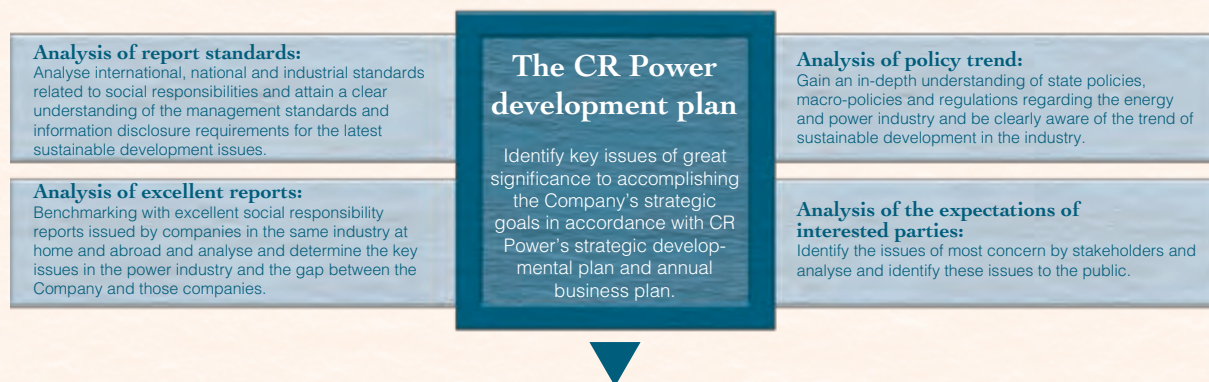 Analysis of report standards:
Analyse international, national and industrial standards
related to social responsibilities and attain a clear
understanding of the management standards and
information disclosure requirements for the latest
sustainable development issues.
Analysis of excellent reports:
Benchmarking with excellent social responsibility
reports issued by companies in the same industry at
home and abroad and analyse and determine the key
issues in the power industry and the gap between the
Company and those companies.
The CR Power
development plan
Identify key issues of great
significance to accomplishing
the Company's strategic
goals in accordance with CR
Power's strategic develop-
mental plan and annual
business plan.
Analysis of policy trend:
Gain an in-depth understanding of state policies,
macro-policies and regulations regarding the energy
and power industry and be clearly aware of the trend of
sustainable development in the industry.
Analysis of the expectations of
interested parties:
Identify the issues of most concern by stakeholders and
analyse and identify these issues to the public.